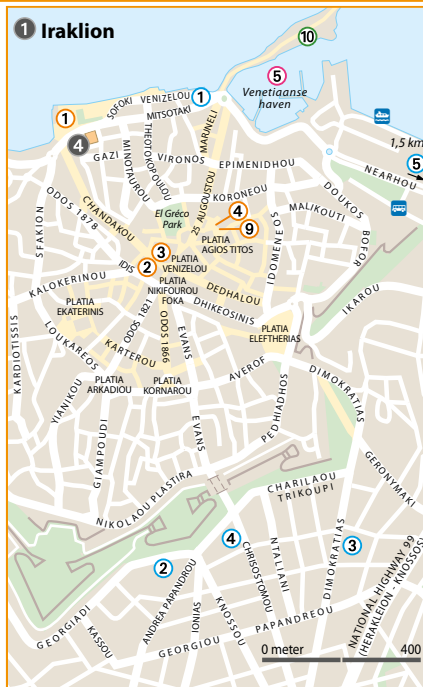 1 Iraklion
10
5
Venetiaanse
haven
1
1
SOFOKI VENIZELOU
MITSOTAKI
4
1,5 km
5
NEARHOU
GAZI
MINOTAUROU
THEOTOKOPOULOU
VIRONOS
MARINELI
EPIMENIDHOU
KORONEOU
25 AUGOUSTOU
ODOS 1878
CHANDAKOU
SFAKION
El Gréco
Park
4
9
PLATIA
AGIOS TITOS
MALIKOUTI
DOUKOS
BOFOR
IDOMENEOS
3
2
IDIS
PLATIA
VENIZELOU
PLATIA
NIKIFOUROU
FOKA
DEDHALOU
DHIKEOSINIS
KALOKERINOU
PLATIA
EKATERINIS
ODOS 1821
ODOS 1866
EVANS
IKAROU
PLATIA
ELEFTHERIAS
KARDIOTISSIS
LOUKAREOS
KARTEROU
AVEROF
PLATIA
ARKADIOU
PLATIA
KORNAROU
YIANIKOU
GIAMPOUDI
EVANS
PEDHIADHOS
DIMOKRATIAS
GERONYMAKI
NIKOLAOU PLASTIRA
CHARILAOU
TRIKOUPI
4
3
2
CHRISOSTOMOU
NTALIANI
DIMOKRATIAS
NATIONAL HIGHWAY 99
(HERAKLEION - KNOSSOS)
GEORGIADI
KASSOU
ANDREA PAPANDROU
IONIAS
KNOSSOU
GEORGIOU PAPANDREOU
0 meter 400